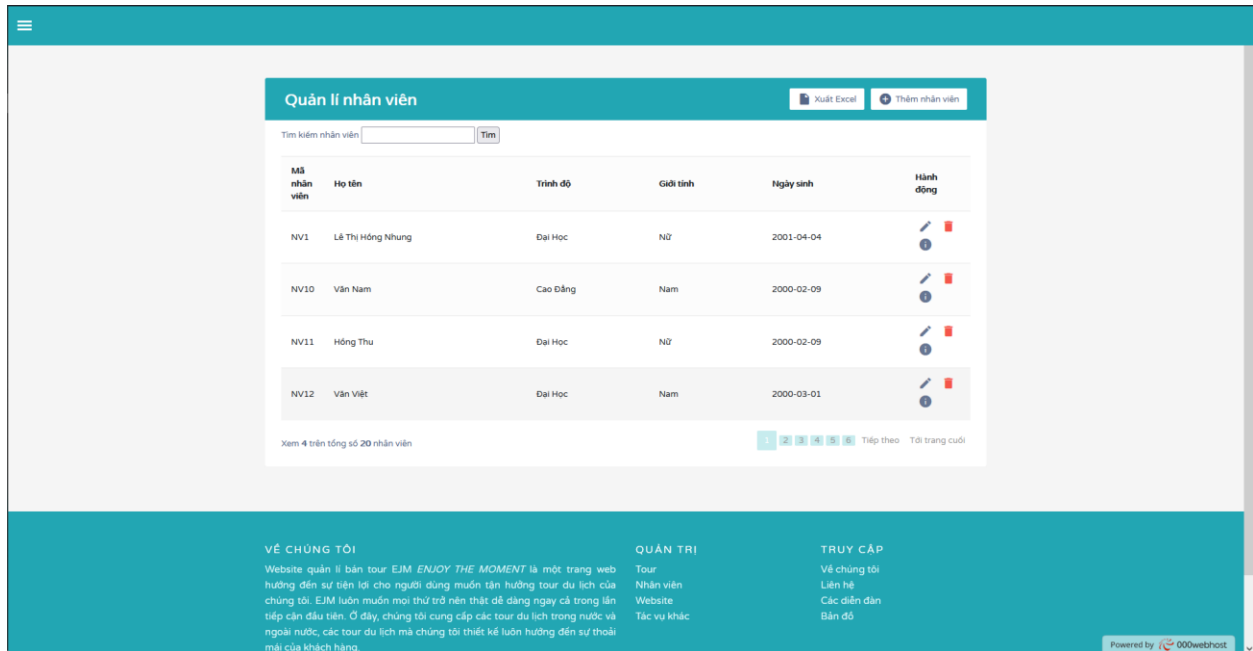 Quản lí nhân viên
Xuất Excel
Thêm nhân viên
Tìm kiếm nhân viên
Tìm
Mã nhân viên
Họ tên
Trình độ
Giới tính
Ngày sinh
Hành động
NV1 Lê Thị Hồng Nhung Đại Học Nữ 2001-04-04
NV10 Văn Nam Cao Đẳng Nam 2000-02-09
NV11 Hồng Thu Đại Học Nữ 2000-02-09
NV12 Văn Việt Đại Học Nam 2000-03-01
Xem 4 trên tổng số 20 nhân viên
1 2 3 4 5 6 Tiếp theo Tới trang cuối
VỀ CHÚNG TÔI
Website quản lí bán tour EJM ENJOY THE MOMENT là một trang web
hướng đến sự tiện lợi cho người dùng muốn tận hưởng tour du lịch của
chúng tôi. EJM luôn muốn mọi thứ trở nên thật dễ dàng ngay cả trong lần
tiếp cận đầu tiên. Ở đây, chúng tôi cung cấp các tour du lịch trong nước và
ngoài nước, các tour du lịch mà chúng tôi thiết kế luôn hướng đến sự thoải
mái của khách hàng.
QUẢN TRỊ
Tour
Nhân viên
Website
Tác vụ khác
TRUY CẬP
Về chúng tôi
Liên hệ
Các diễn đàn
Bản đồ
Powered by 000webhost